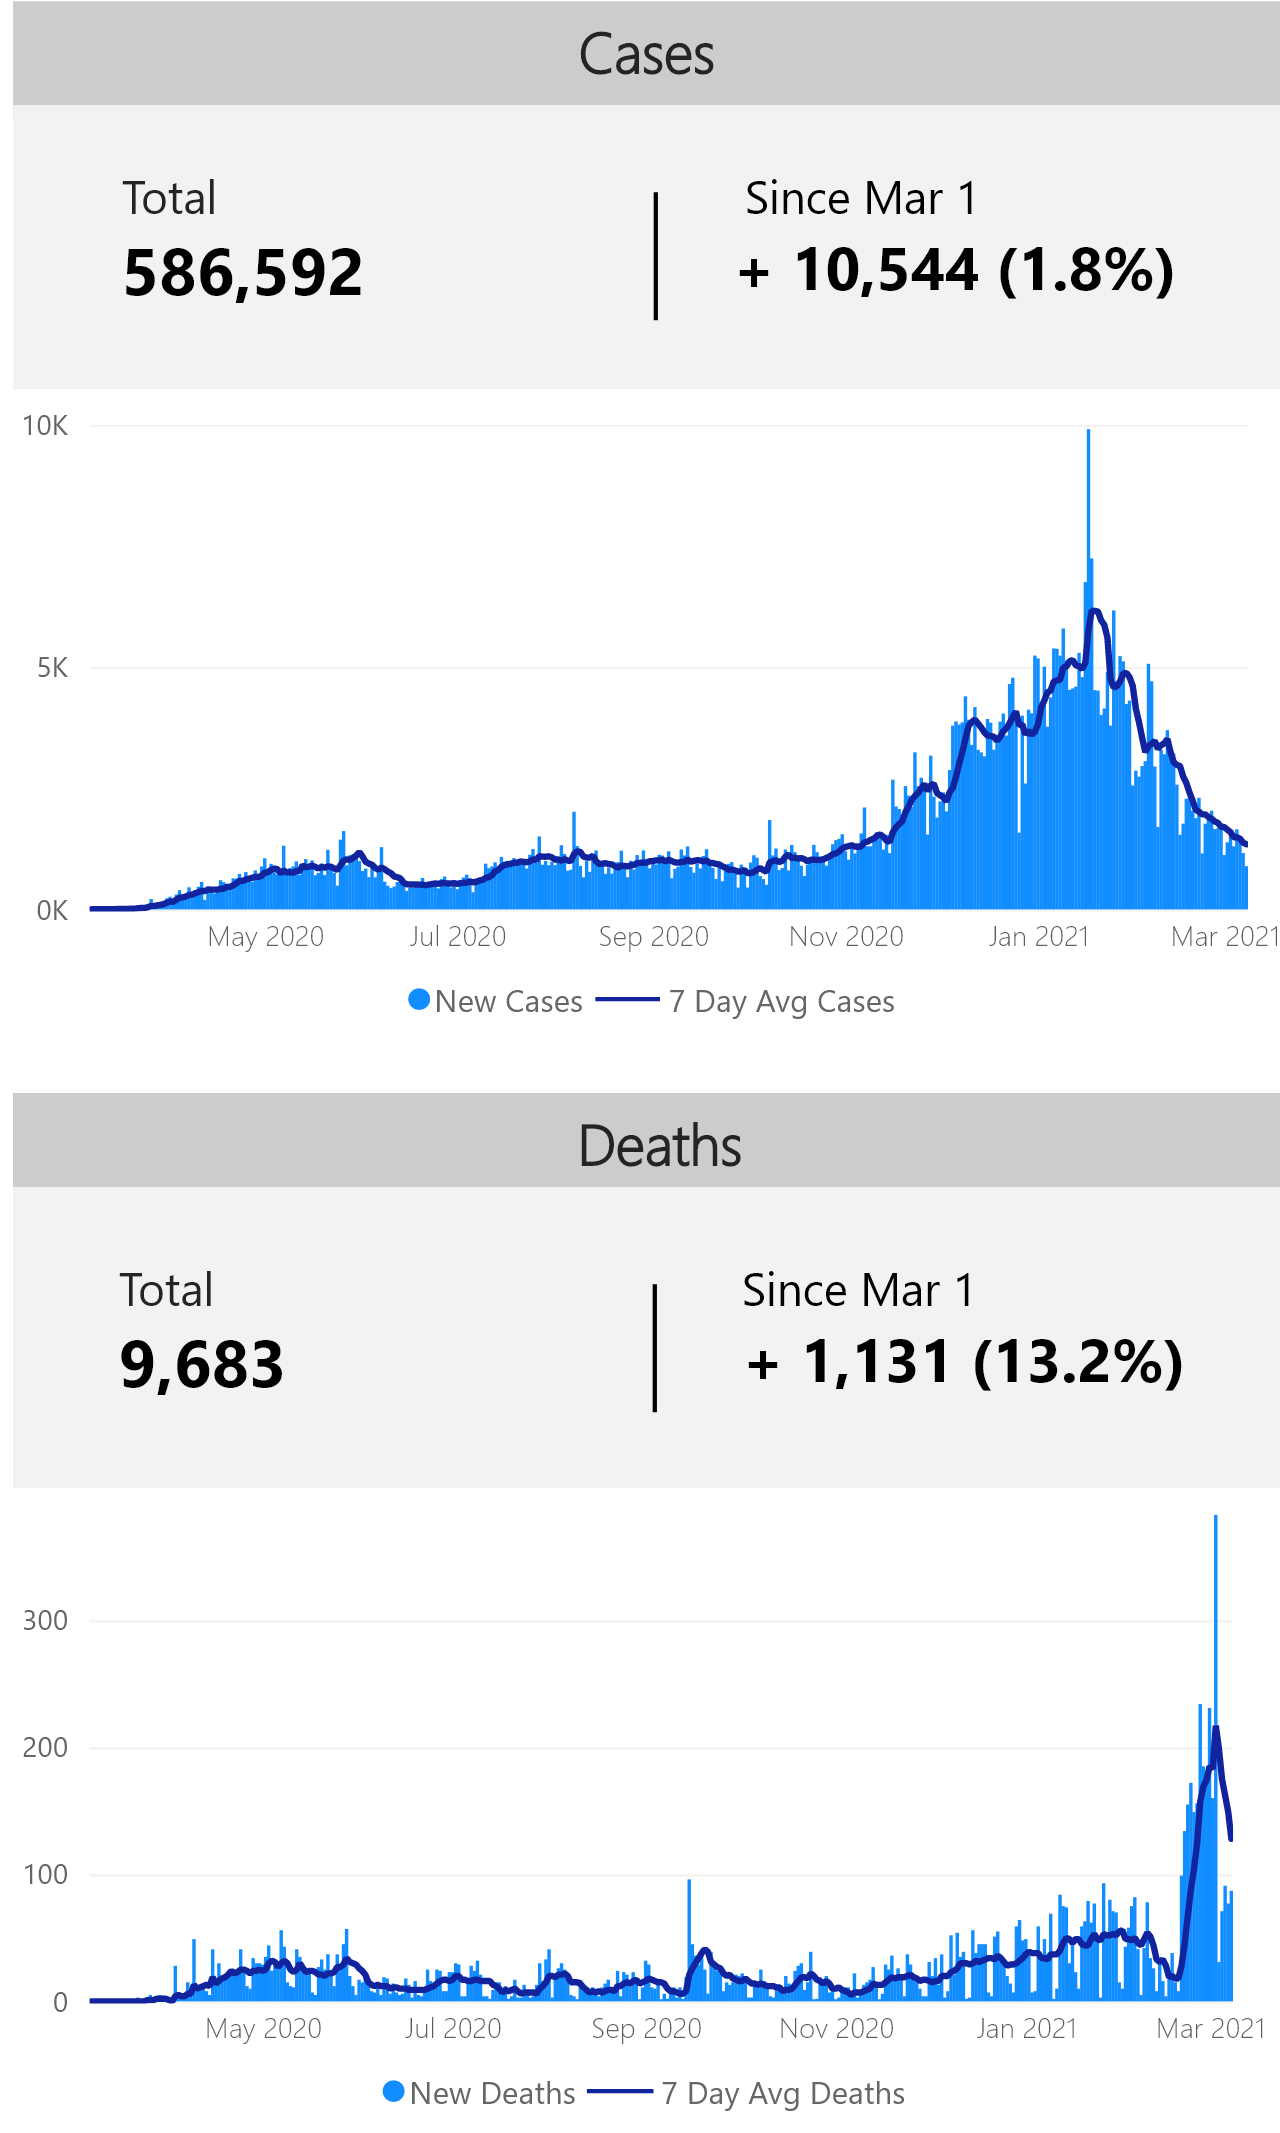 Cases
Total
Since Mar 1
586,592
+ 10,544 (1.8%)
10K
5K
0K
May 2020
Jul 2020
Sep 2020
Nov 2020
Jan 2021
Mar 2021
New Cases
7 Day Avg Cases
Deaths
Total
Since Mar 1
9,683
+ 1,131 (13.2%)
300
200
100
0
May 2020
Jul 2020
Sep 2020
Nov 2020
Jan 2021
Mar 2021
New Deaths
7 Day Avg Deaths